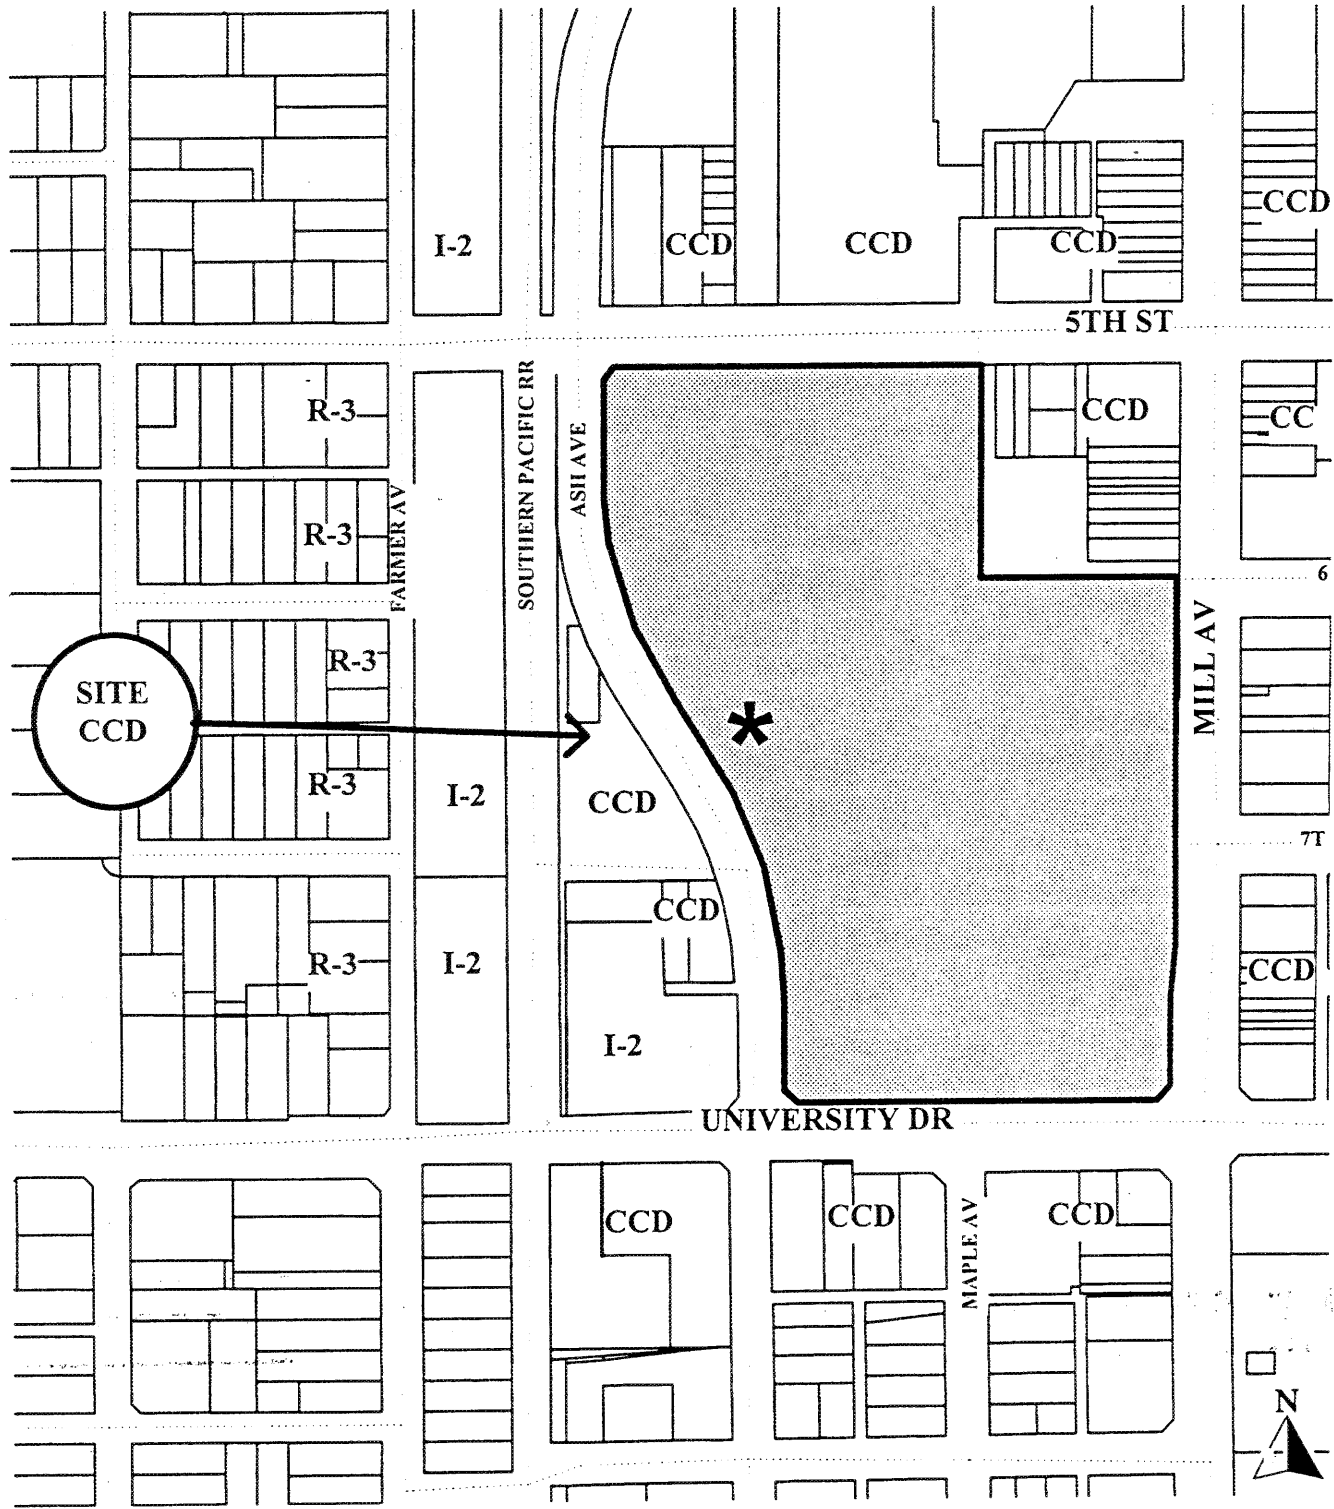 CCD
I-2
CCD
CCD
CCD
5TH ST
R-3
CCD
CC
SOUTHERN PACIFIC RR
ASH AVE
R-3
FARMER AV
6
MILL AV
R-3
SITE
CCD
*
R-3
I-2
CCD
7T
CCD
R-3
I-2
CCD
I-2
UNIVERSITY DR
CCD
CCD
CCD
MAPLE AV
N